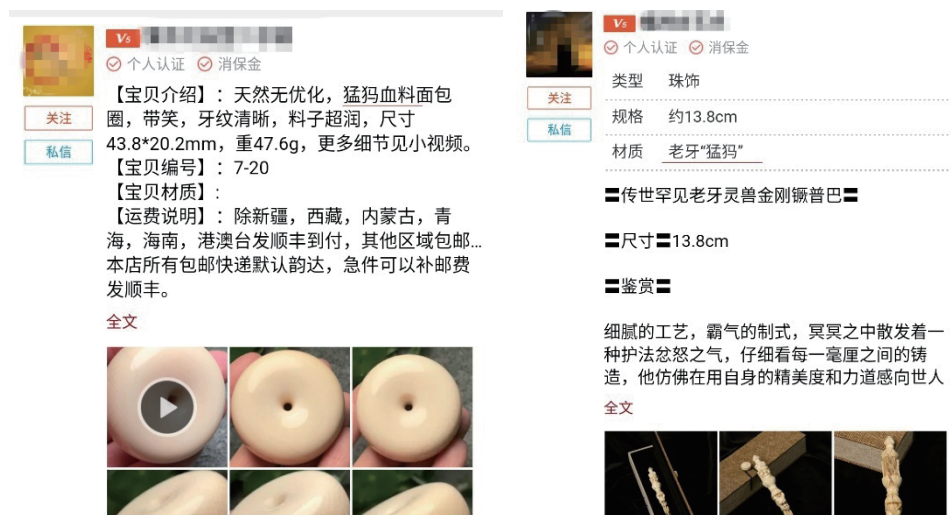 V5
个人认证 消保金
关注
私信
【宝贝介绍】：天然无优化，猛犸血料面包
圈，带笑，牙纹清晰，料子超润，尺寸
43.8*20.2mm，重47.6g，更多细节见小视频。
【宝贝编号】：7-20
【宝贝材质】：
【运费说明】：除新疆，西藏，内蒙古，青
海，海南，港澳台发顺丰到付，其他区域包邮...
本店所有包邮快递默认韵达，急件可以补邮费
发顺丰。
全文
V5
个人认证 消保金
关注
私信
类型 珠饰
规格 约13.8cm
材质 老牙“猛犸”
〓传世罕见老牙灵兽金刚镢普巴〓
〓尺寸〓13.8cm
〓鉴赏〓
细腻的工艺，霸气的制式，冥冥之中散发着一
种护法忿怒之气，仔细看每一毫厘之间的铸
造，他仿佛在用自身的精美度和力道感向世人
全文